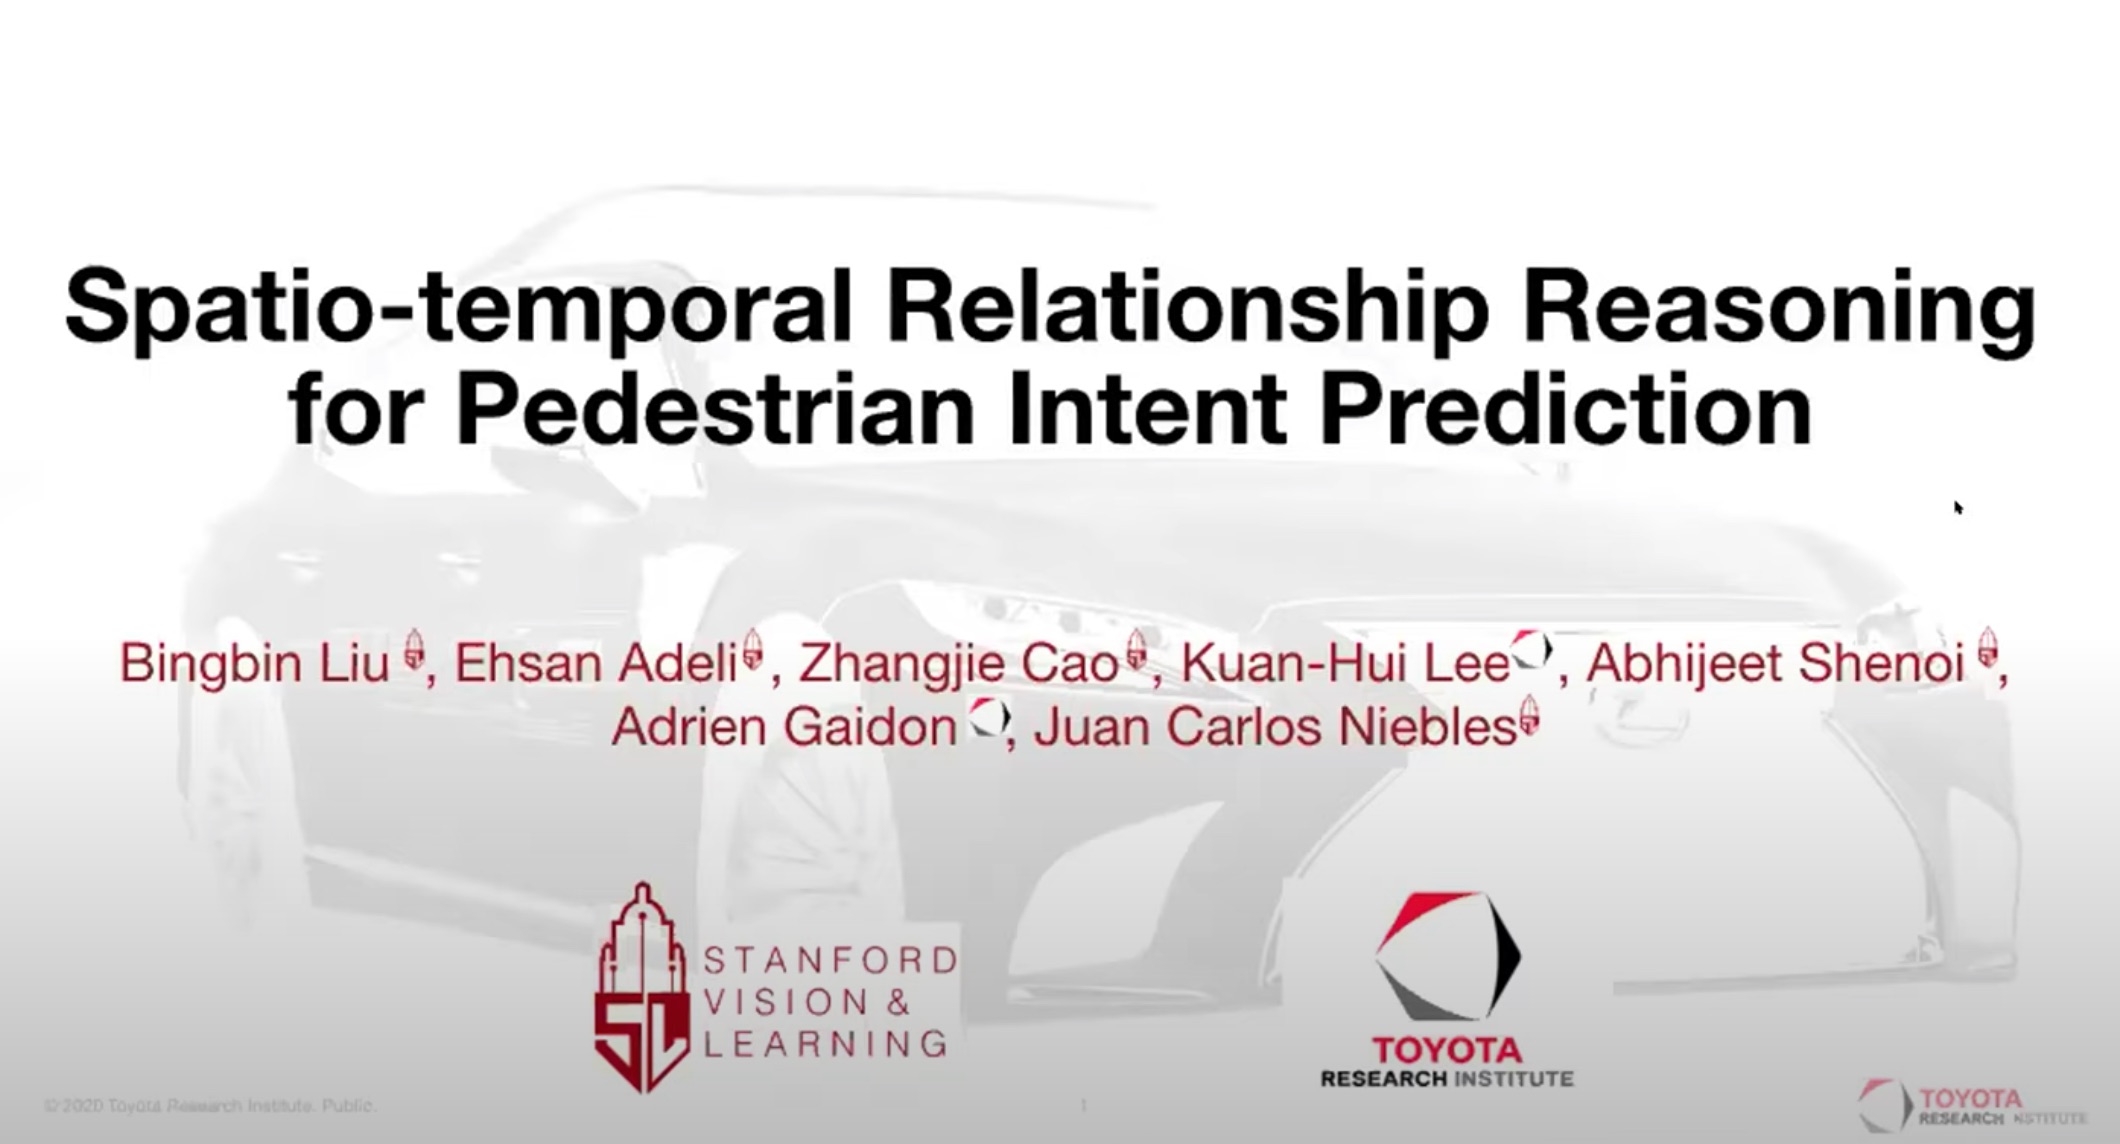 Spatio-temporal Relationship Reasoning
for Pedestrian Intent Prediction
Bingbin Liu, Ehsan Adeli, Zhangjie Cao, Kuan-Hui Lee, Abhijeet Shenoi,
Adrien Gaidon, Juan Carlos Niebles
STANFORD
VISION &
LEARNING
TOYOTA
RESEARCH INSTITUTE
© 2020 Toyota Research Institute. Public.
1
TOYOTA
RESEARCH INSTITUTE